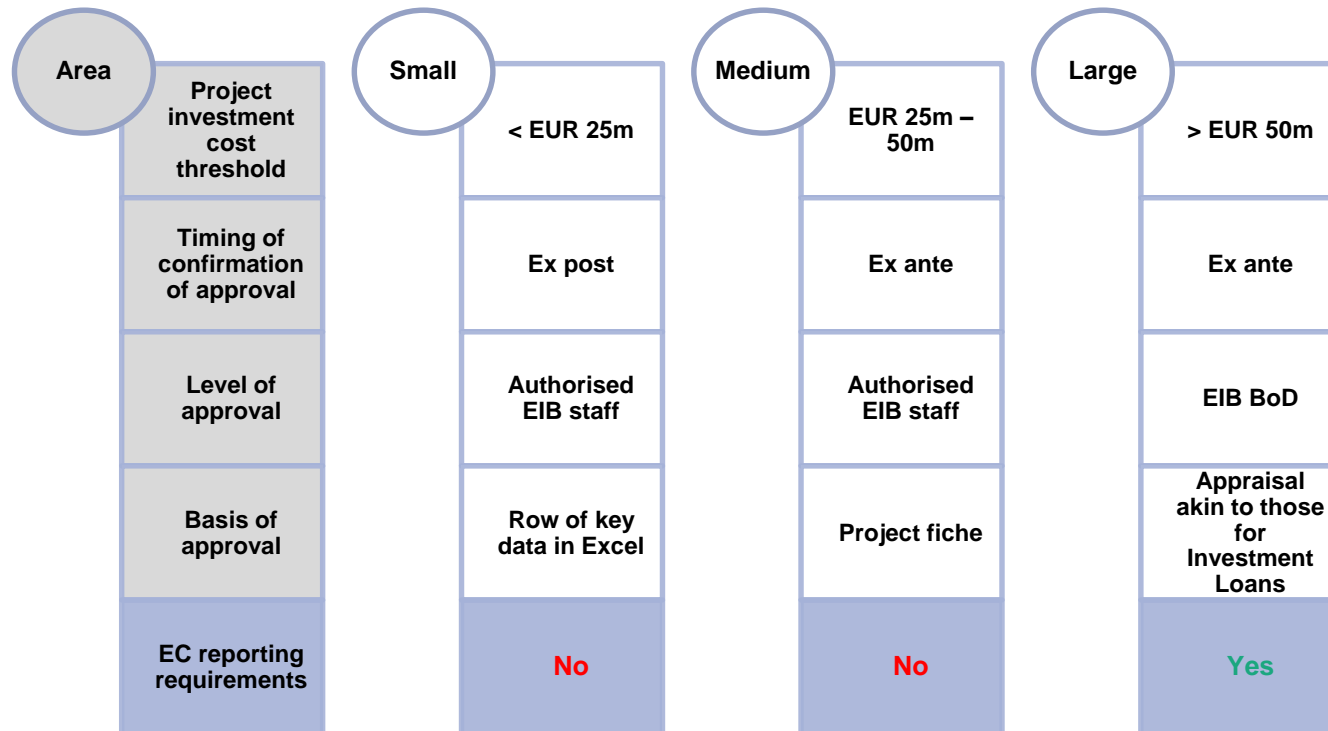 Area
Small
Medium
Large
Project
investment
cost
threshold
< EUR 25m
EUR 25m –
50m
> EUR 50m
Timing of
confirmation
of approval
Ex post
Ex ante
Ex ante
Level of
approval
Authorised
EIB staff
Authorised
EIB staff
EIB BoD
Basis of
approval
Row of key
data in Excel
Project fiche
Appraisal
akin to those
for
Investment
Loans
EC reporting
requirements
No
No
Yes